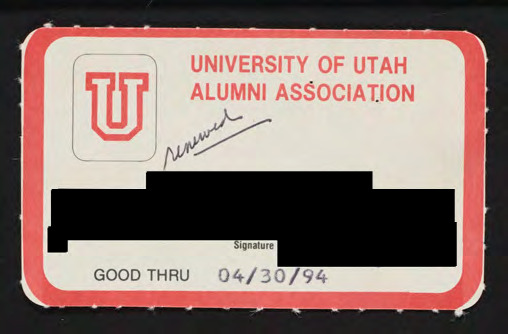 U
UNIVERSITY OF UTAH
ALUMNI ASSOCIATION
renewed
Signature
GOOD THRU 04/30/94